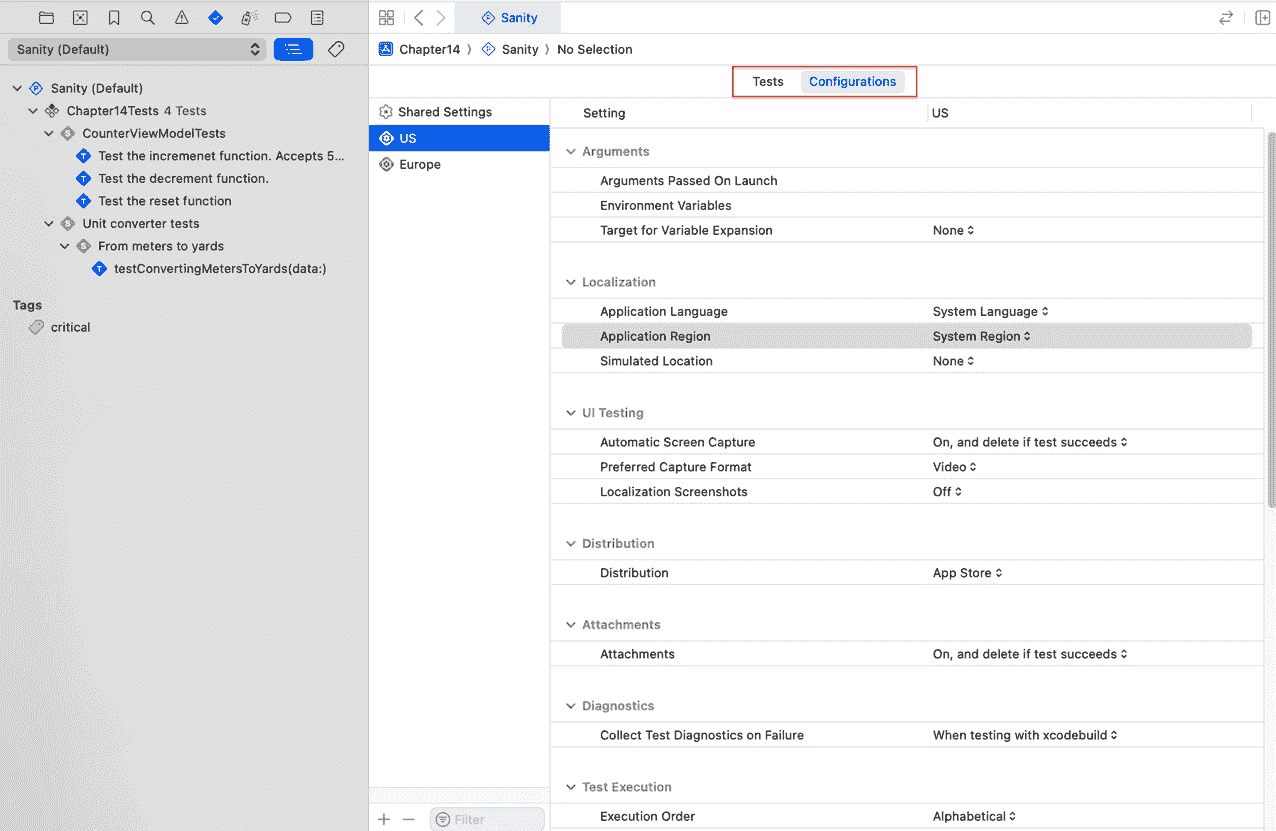 Sanity
Sanity (Default)
Chapter14 Sanity No Selection
Sanity (Default)
Chapter14Tests 4 Tests
CounterViewModelTests
Test the incremenet function. Accepts 5...
Test the decrement function.
Test the reset function
Unit converter tests
From meters to yards
testConvertingMetersToYards(data:)
Tags
critical
Tests Configurations
Shared Settings
US
Europe
Filter
Setting US
Arguments
Arguments Passed On Launch
Environment Variables
Target for Variable Expansion None
Localization
Application Language System Language
Application Region System Region
Simulated Location None
UI Testing
Automatic Screen Capture On, and delete if test succeeds
Preferred Capture Format Video
Localization Screenshots Off
Distribution
Distribution App Store
Attachments
Attachments On, and delete if test succeeds
Diagnostics
Collect Test Diagnostics on Failure When testing with xcodebuild
Test Execution
Execution Order Alphabetical